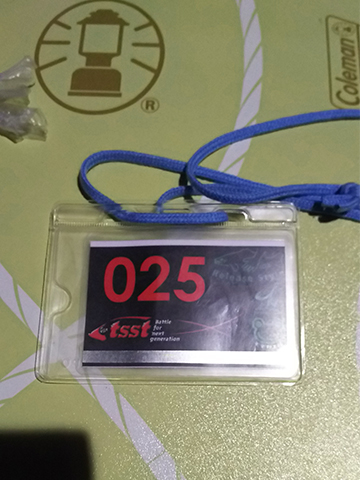 ®
Coleman
025
tsst
Battle
for
next
generation